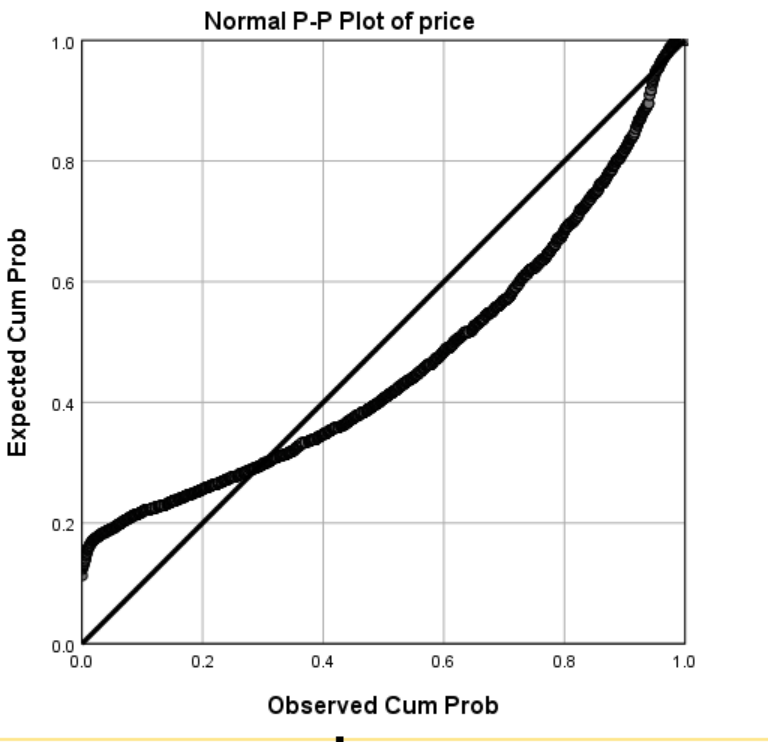 Normal P-P Plot of price
Expected Cum Prob
1.0
0.8
0.6
0.4
0.2
0.0
0.0 0.2 0.4 0.6 0.8 1.0
Observed Cum Prob